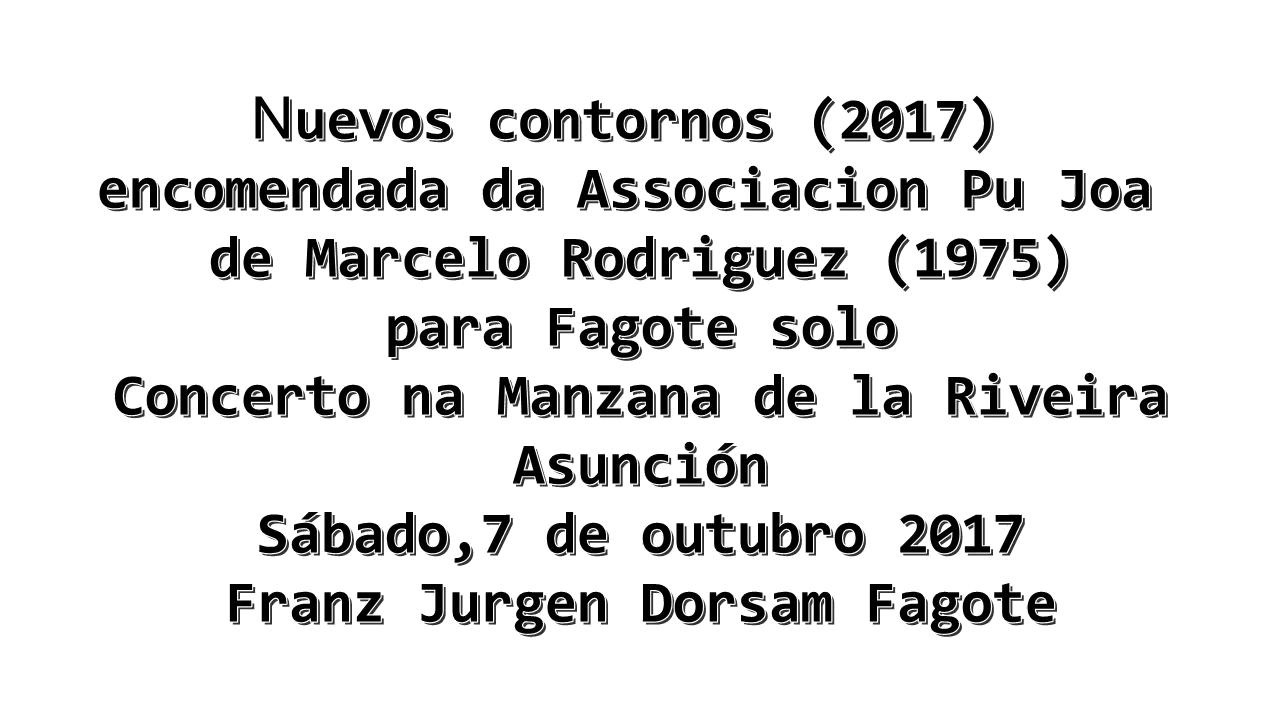 Nuevos contornos (2017)
encomendada da Associacion Pu Joa
de Marcelo Rodriguez (1975)
para Fagote solo
Concerto na Manzana de la Riveira
Asunción
Sábado,7 de outubro 2017
Franz Jurgen Dorsam Fagote